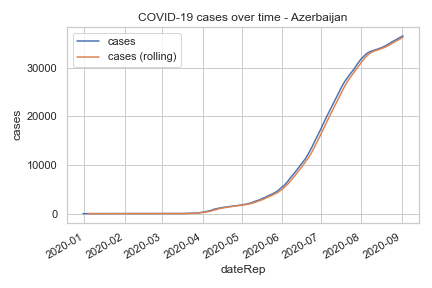 COVID-19 cases over time - Azerbaijan
cases
cases (rolling)
30000
20000
10000
0
cases
2020-01
2020-02
2020-03
2020-04
2020-05
2020-06
2020-07
2020-08
2020-09
dateRep